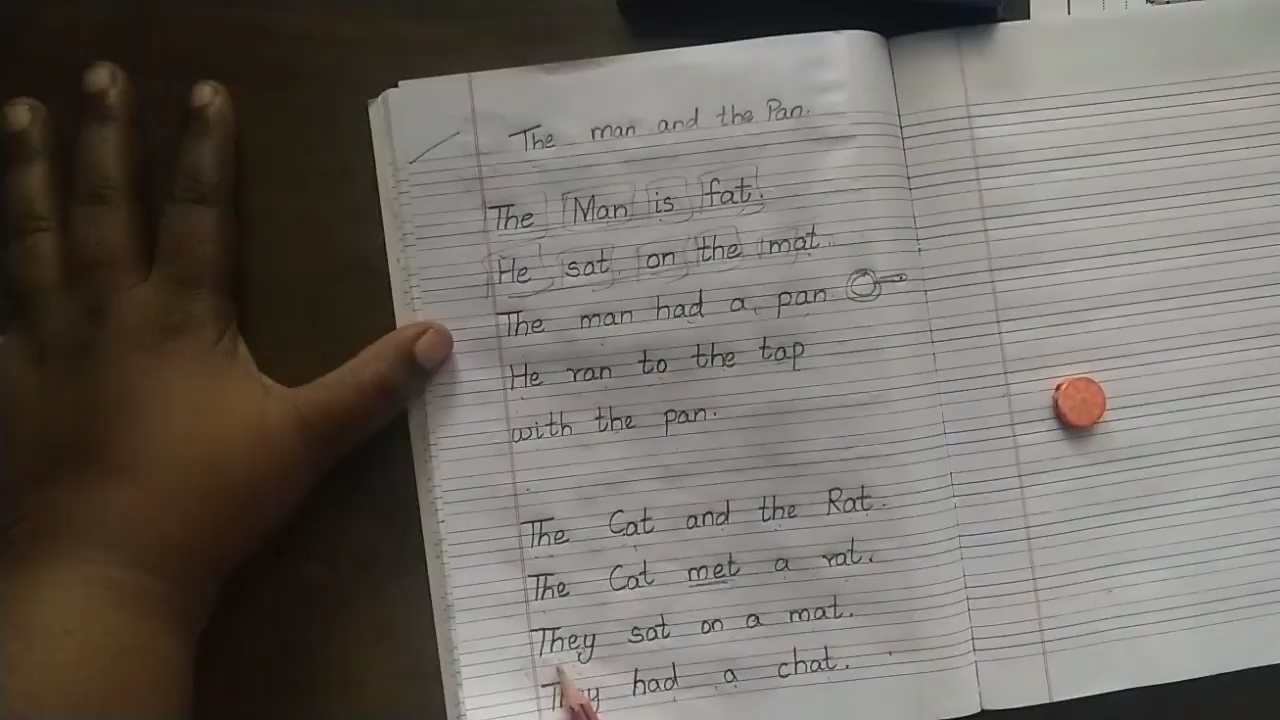 The man and the Pan.
The Man is fat.
He sat on the mat.
The man had a pan
He ran to the tap
with the pan.
The Cat and the Rat.
The Cat met a rat.
They sat on a mat.
They had a chat.